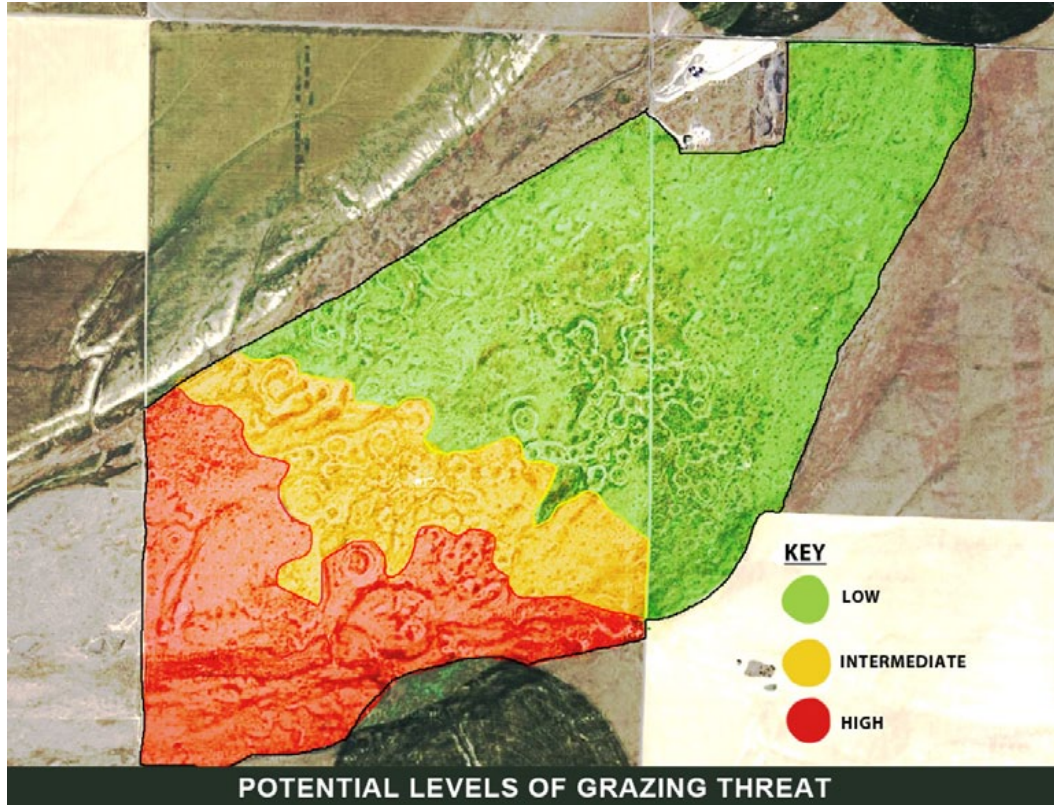 KEY
LOW
INTERMEDIATE
HIGH
POTENTIAL LEVELS OF GRAZING THREAT